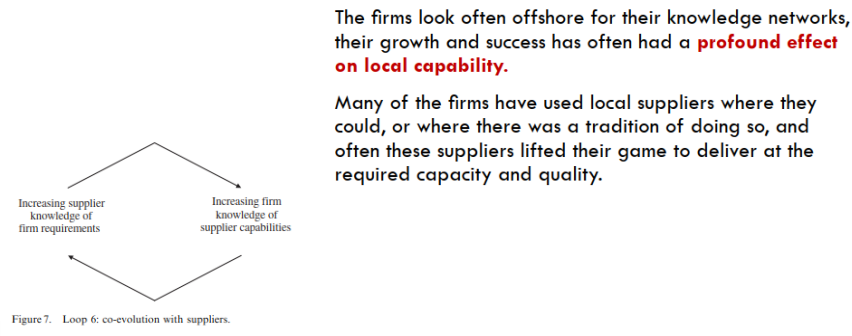 The firms look often offshore for their knowledge networks,
their growth and success has often had a profound effect
on local capability.
Many of the firms have used local suppliers where they
could, or where there was a tradition of doing so, and
often these suppliers lifted their game to deliver at the
required capacity and quality.
Increasing supplier
knowledge of
firm requirements
Increasing firm
knowledge of
supplier capabilities
Figure 7. Loop 6: co-evolution with suppliers.